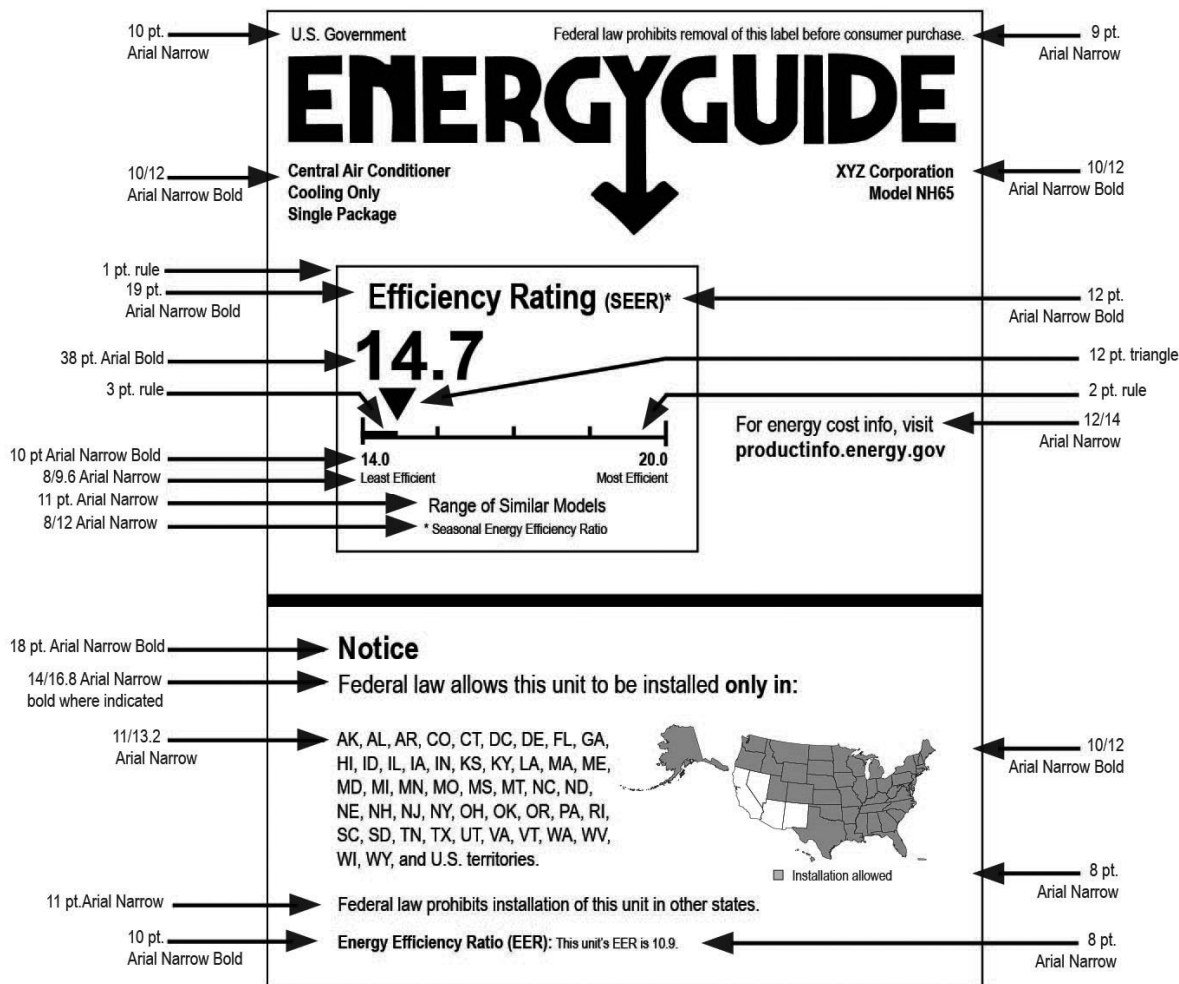 10 pt.
Arial Narrow
U.S. Government
Federal law prohibits removal of this label before consumer purchase.
9 pt.
Arial Narrow
ENERGYGUIDE
10/12
Arial Narrow Bold
Central Air Conditioner
Cooling Only
Single Package
XYZ Corporation
Model NH65
10/12
Arial Narrow Bold
1 pt. rule
19 pt.
Arial Narrow Bold
Efficiency Rating (SEER)*
12 pt.
Arial Narrow Bold
38 pt. Arial Bold
14.7
12 pt. triangle
3 pt. rule
2 pt. rule
For energy cost info, visit
productinfo.energy.gov
12/14
Arial Narrow
10 pt Arial Narrow Bold
14.0
20.0
8/9.6 Arial Narrow
Least Efficient
Most Efficient
11 pt. Arial Narrow
Range of Similar Models
8/12 Arial Narrow
* Seasonal Energy Efficiency Ratio
18 pt. Arial Narrow Bold
Notice
14/16.8 Arial Narrow
bold where indicated
Federal law allows this unit to be installed only in:
11/13.2
Arial Narrow
AK, AL, AR, CO, CT, DC, DE, FL, GA,
HI, ID, IL, IA, IN, KS, KY, LA, MA, ME,
MD, MI, MN, MO, MS, MT, NC, ND,
NE, NH, NJ, NY, OH, OK, OR, PA, RI,
SC, SD, TN, TX, UT, VA, VT, WA, WV,
WI, WY, and U.S. territories.
10/12
Arial Narrow Bold
Installation allowed
8 pt.
Arial Narrow
11 pt.Arial Narrow
Federal law prohibits installation of this unit in other states.
10 pt.
Arial Narrow Bold
Energy Efficiency Ratio (EER): This unit's EER is 10.9.
8 pt.
Arial Narrow